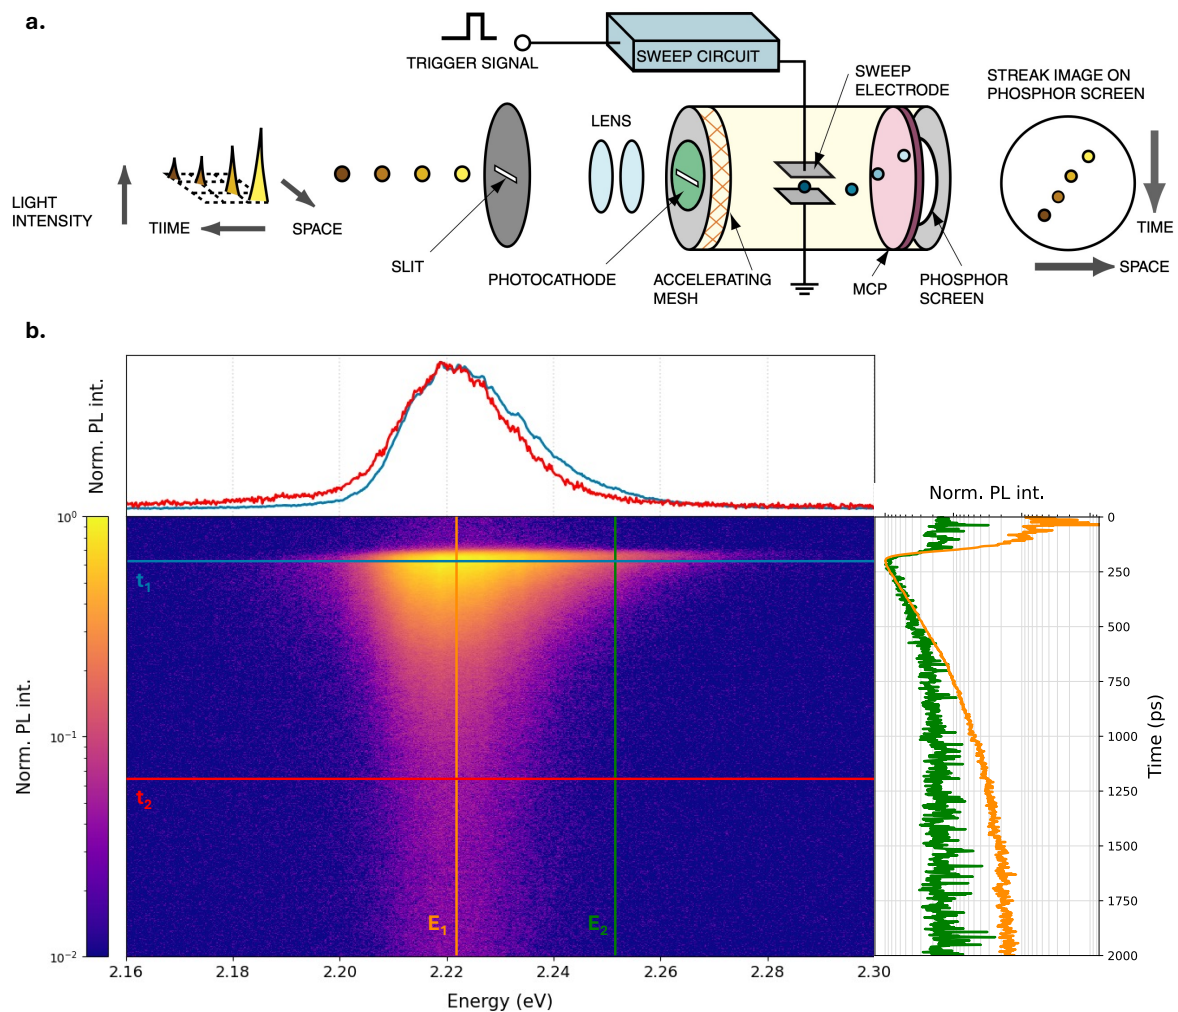 a.
TRIGGER SIGNAL
SWEEP CIRCUIT
SWEEP
ELECTRODE
STREAK IMAGE ON
PHOSPHOR SCREEN
LENS
LIGHT
INTENSITY
TIIME
SPACE
SLIT
PHOTOCATHODE
ACCELERATING
MESH
MCP
PHOSPHOR
SCREEN
TIME
SPACE
b.
Norm. PL int.
Norm. PL int.
10⁰
10⁻¹
10⁻²
Norm. PL int.
t₁
t₂
E₁
E₂
2.16
2.18
2.20
2.22
2.24
2.26
2.28
2.30
Energy (eV)
0
250
500
750
1000
1250
1500
1750
2000
Time (ps)